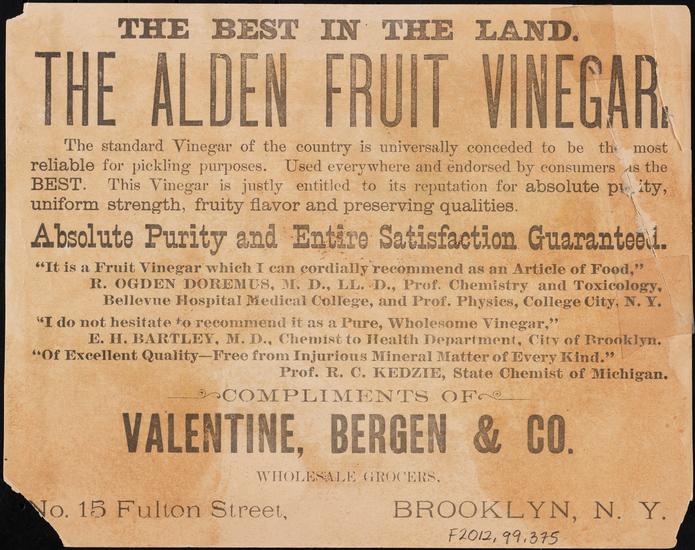 THE BEST IN THE LAND.
THE ALDEN FRUIT VINEGAR.
The standard Vinegar of the country is universally conceded to be the most
reliable for pickling purposes. Used everywhere and endorsed by consumers as the
BEST. This Vinegar is justly entitled to its reputation for absolute purity,
uniform strength, fruity flavor and preserving qualities.
Absolute Purity and Entire Satisfaction Guaranteed.
“It is a Fruit Vinegar which I can cordially recommend as an Article of Food,”
R. OGDEN DOREMUS, M. D., LL. D., Prof. Chemistry and Toxicology,
Bellevue Hospital Medical College, and Prof. Physics, College City, N. Y.
“I do not hesitate to recommend it as a Pure, Wholesome Vinegar,”
E. H. BARTLEY, M. D., Chemist to Health Department, City of Brooklyn.
“Of Excellent Quality—Free from Injurious Mineral Matter of Every Kind.”
Prof. R. C. KEDZIE, State Chemist of Michigan.
COMPLIMENTS OF
VALENTINE, BERGEN & CO.
WHOLESALE GROCERS,
No. 15 Fulton Street, BROOKLYN, N. Y.
F2012.99.375